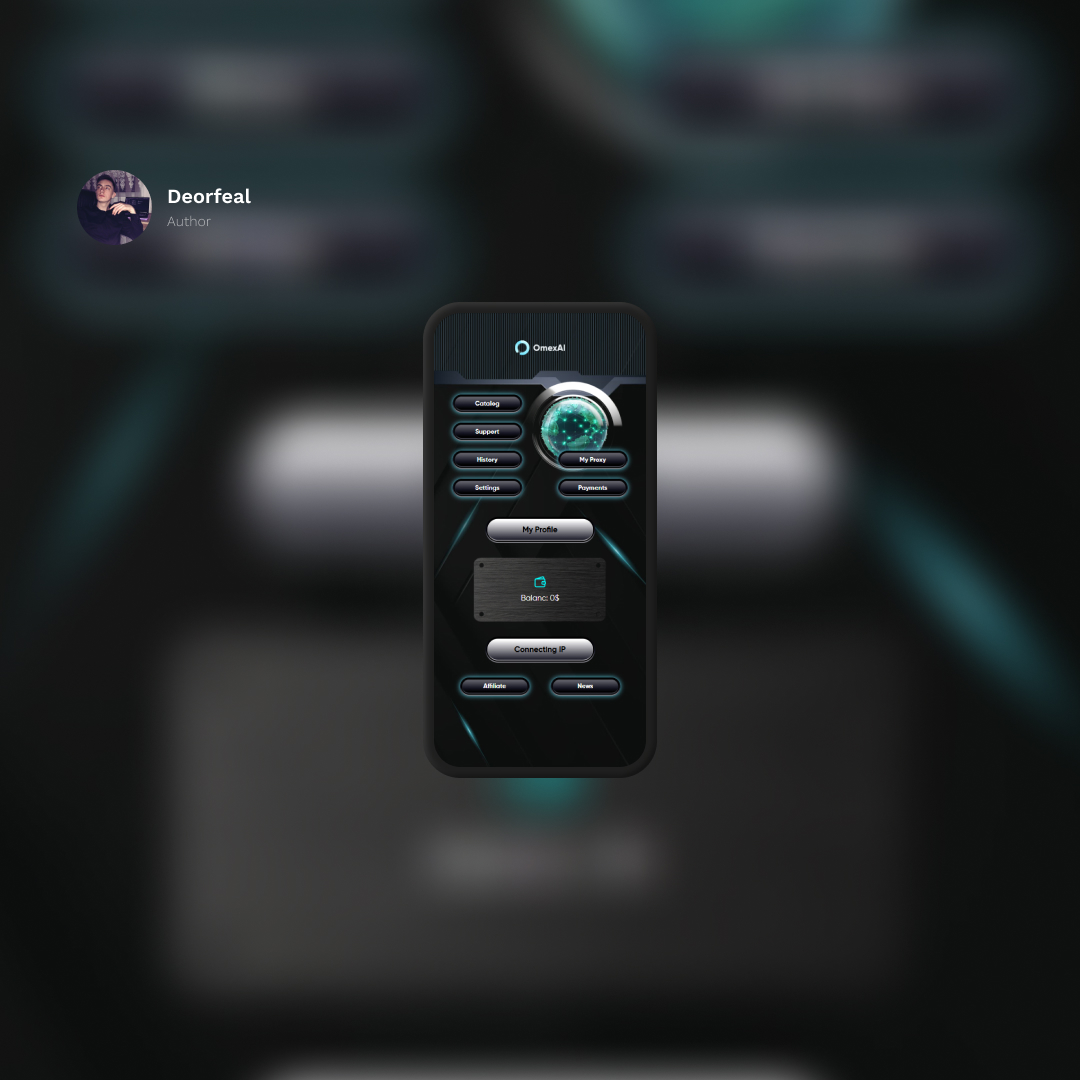 Deorfeal
Author
OmexAI
Catalog
Support
History
My Proxy
Settings
Payments
My Profile
Balanc: 0$
Connecting IP
Affiliate
News